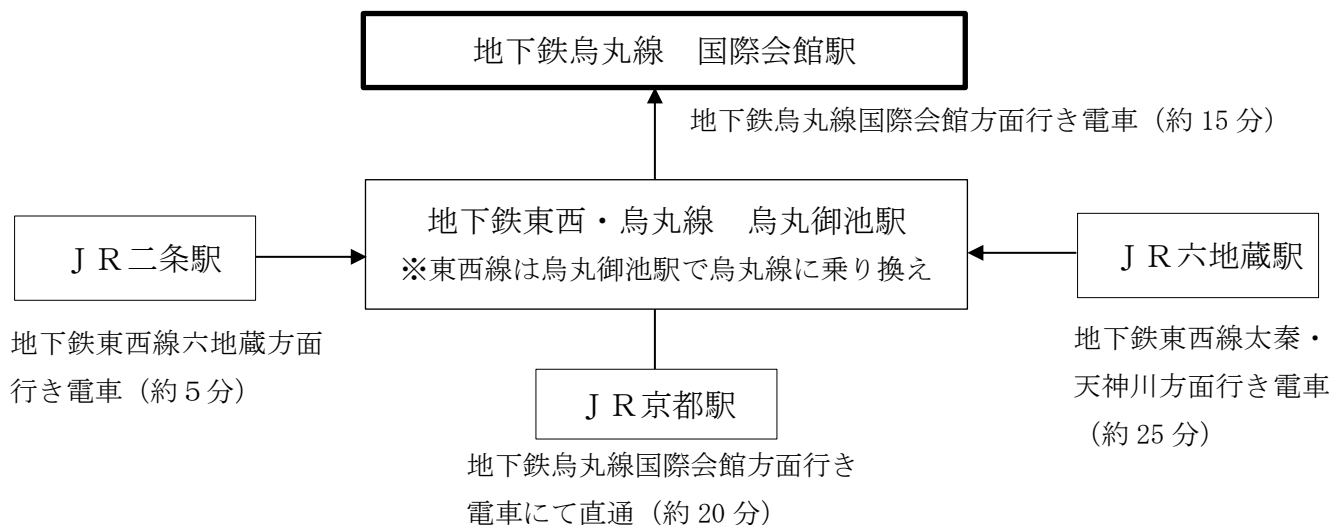 地下鉄烏丸線　国際会館駅
地下鉄烏丸線国際会館方面行き電車（約 15 分）
地下鉄東西・烏丸線　烏丸御池駅
※東西線は烏丸御池駅で烏丸線に乗り換え
ＪＲ二条駅
ＪＲ六地蔵駅
地下鉄東西線六地蔵方面
行き電車（約５分）
地下鉄東西線太秦・
天神川方面行き電車
（約 25 分）
ＪＲ京都駅
地下鉄烏丸線国際会館方面行き
電車にて直通（約 20 分）